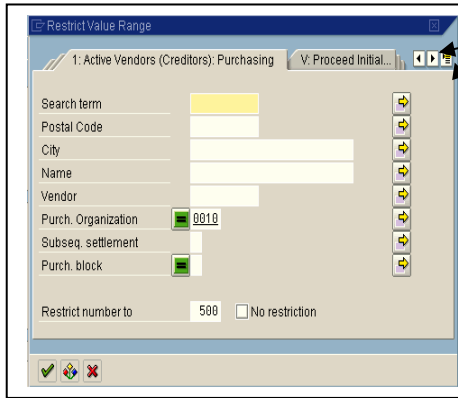 Restrict Value Range
1: Active Vendors (Creditors): Purchasing
V: Proceed Initial...
Search term
Postal Code
City
Name
Vendor
Purch. Organization 0010
Subseq. settlement
Purch. block
Restrict number to 500 No restriction